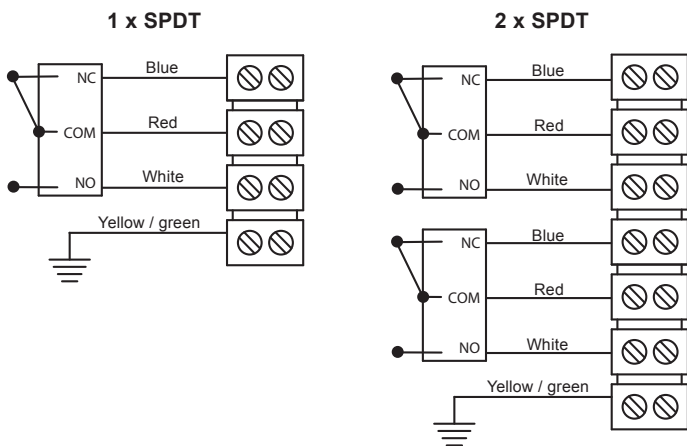 1 x SPDT
NC
Blue
COM
Red
NO
White
Yellow / green
2 x SPDT
NC
Blue
COM
Red
NO
White
NC
Blue
COM
Red
NO
White
Yellow / green